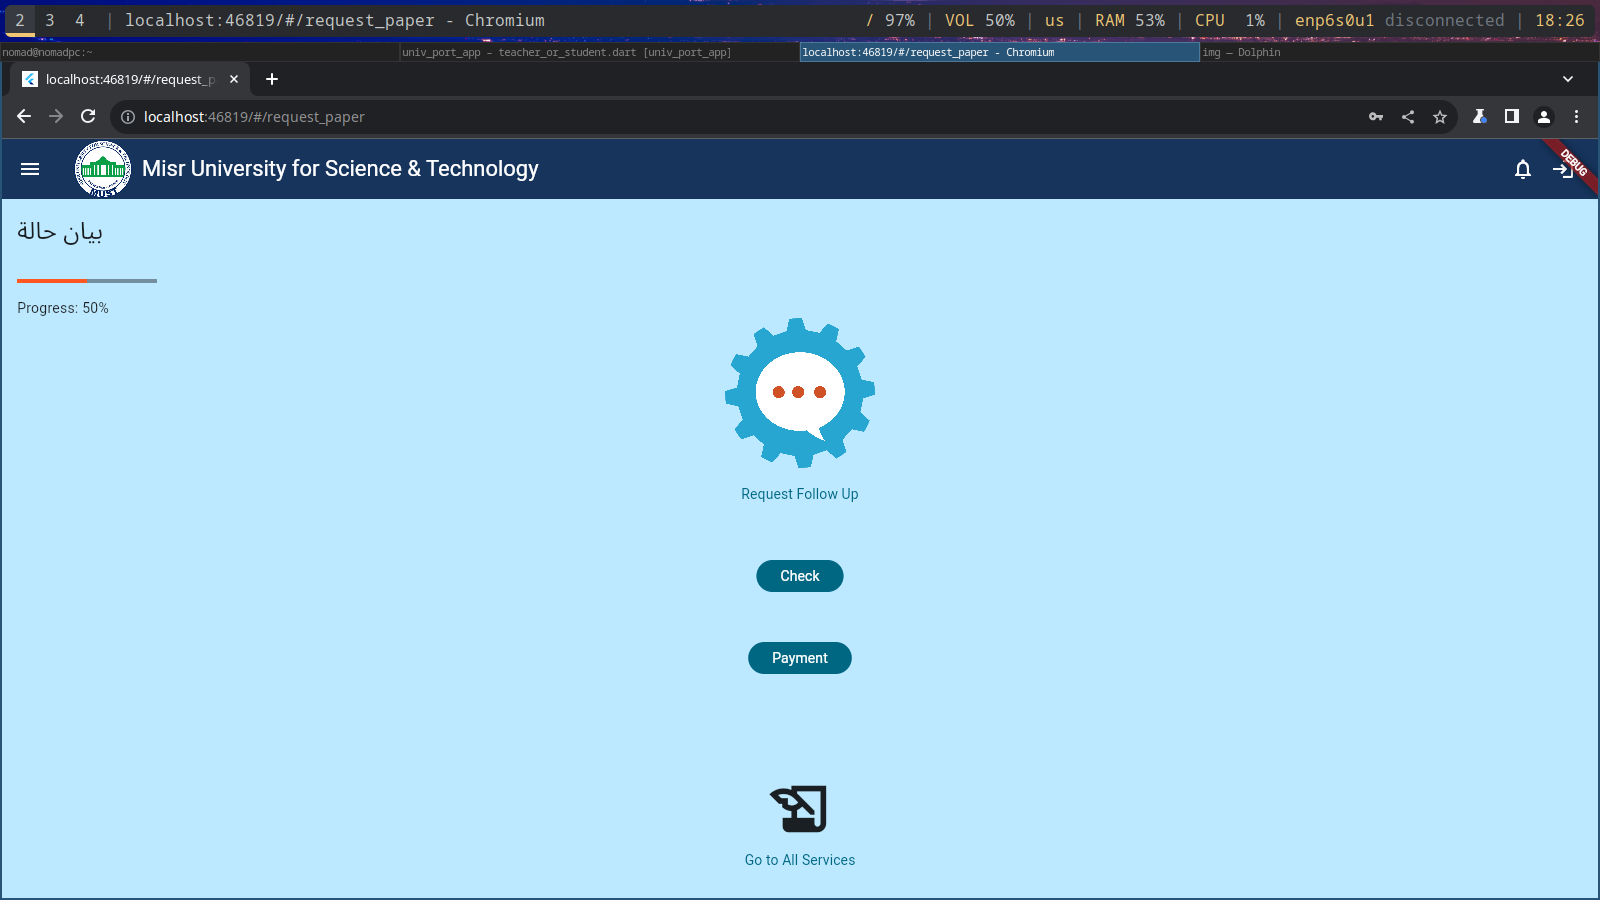 2 3 4 | localhost:46819/#/request_paper - Chromium / 97% | VOL 50% | us | RAM 53% | CPU 1% | enp6s0u1 disconnected | 18:26
nomad@nomadpc:~ univ_port_app – teacher_or_student.dart [univ_port_app] localhost:46819/#/request_paper - Chromium img — Dolphin
localhost:46819/#/request_p
localhost:46819/#/request_paper
MUST
Misr University for Science & Technology
DEBUG
بيان حالة
Progress: 50%
Request Follow Up
Check
Payment
Go to All Services